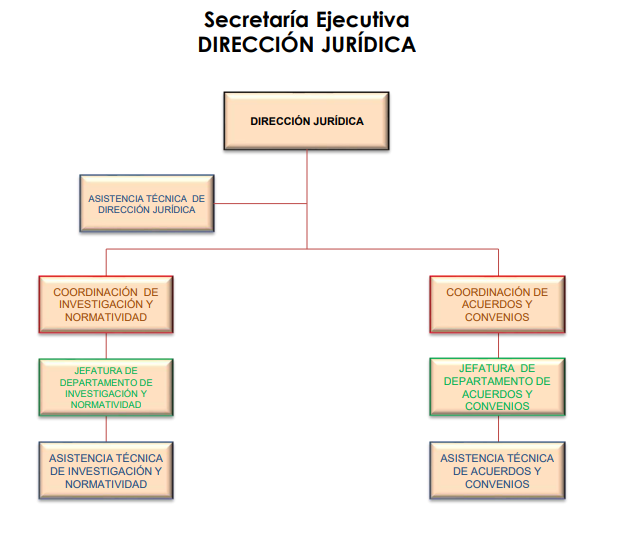 Secretaría Ejecutiva
DIRECCIÓN JURÍDICA
DIRECCIÓN JURÍDICA
ASISTENCIA TÉCNICA DE
DIRECCIÓN JURÍDICA
COORDINACIÓN DE
INVESTIGACIÓN Y
NORMATIVIDAD
COORDINACIÓN DE
ACUERDOS Y
CONVENIOS
JEFATURA DE
DEPARTAMENTO DE
INVESTIGACIÓN Y
NORMATIVIDAD
JEFATURA DE
DEPARTAMENTO DE
ACUERDOS Y
CONVENIOS
ASISTENCIA TÉCNICA
DE INVESTIGACIÓN Y
NORMATIVIDAD
ASISTENCIA TÉCNICA
DE ACUERDOS Y
CONVENIOS